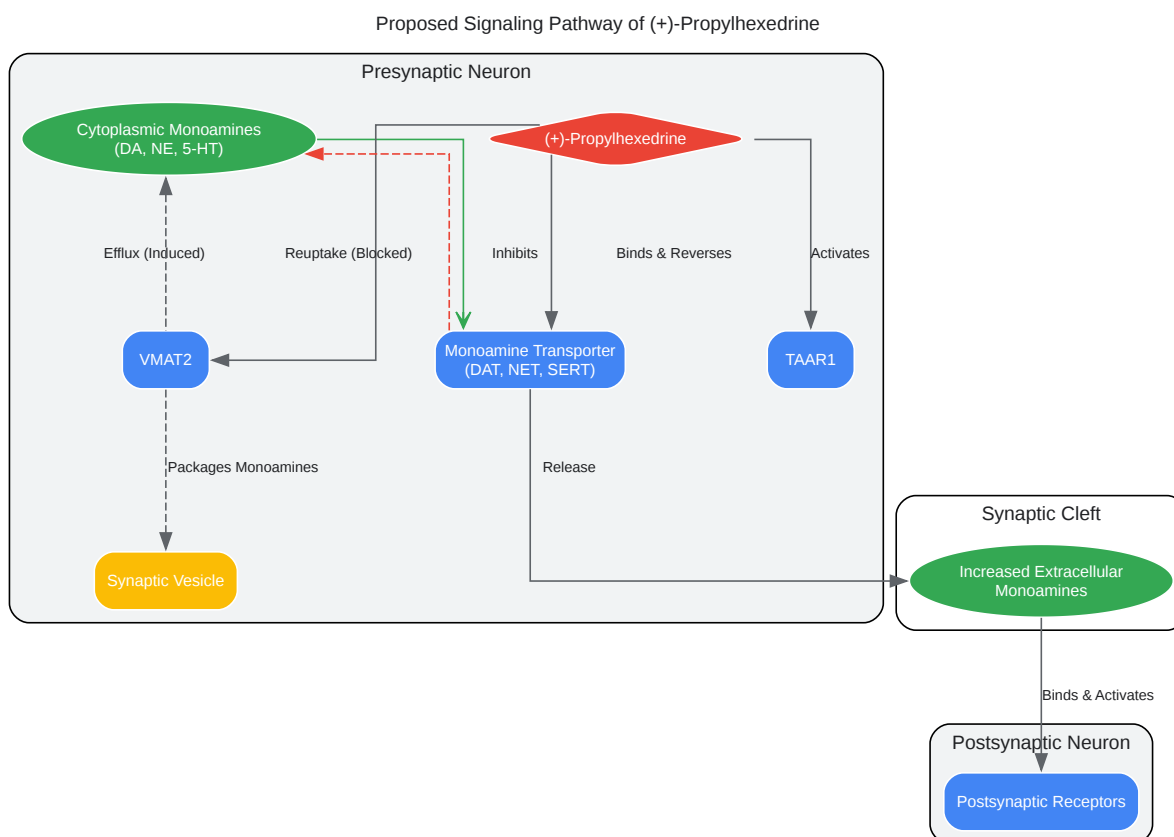 Proposed Signaling Pathway of (+)-Propylhexedrine
Presynaptic Neuron
Cytoplasmic Monoamines
(DA, NE, 5-HT)
(+)-Propylhexedrine
Efflux (Induced)
Reuptake (Blocked)
Inhibits
Binds & Reverses
Activates
VMAT2
Monoamine Transporter
(DAT, NET, SERT)
TAAR1
Packages Monoamines
Release
Synaptic Cleft
Synaptic Vesicle
Increased Extracellular
Monoamines
Binds & Activates
Postsynaptic Neuron
Postsynaptic Receptors